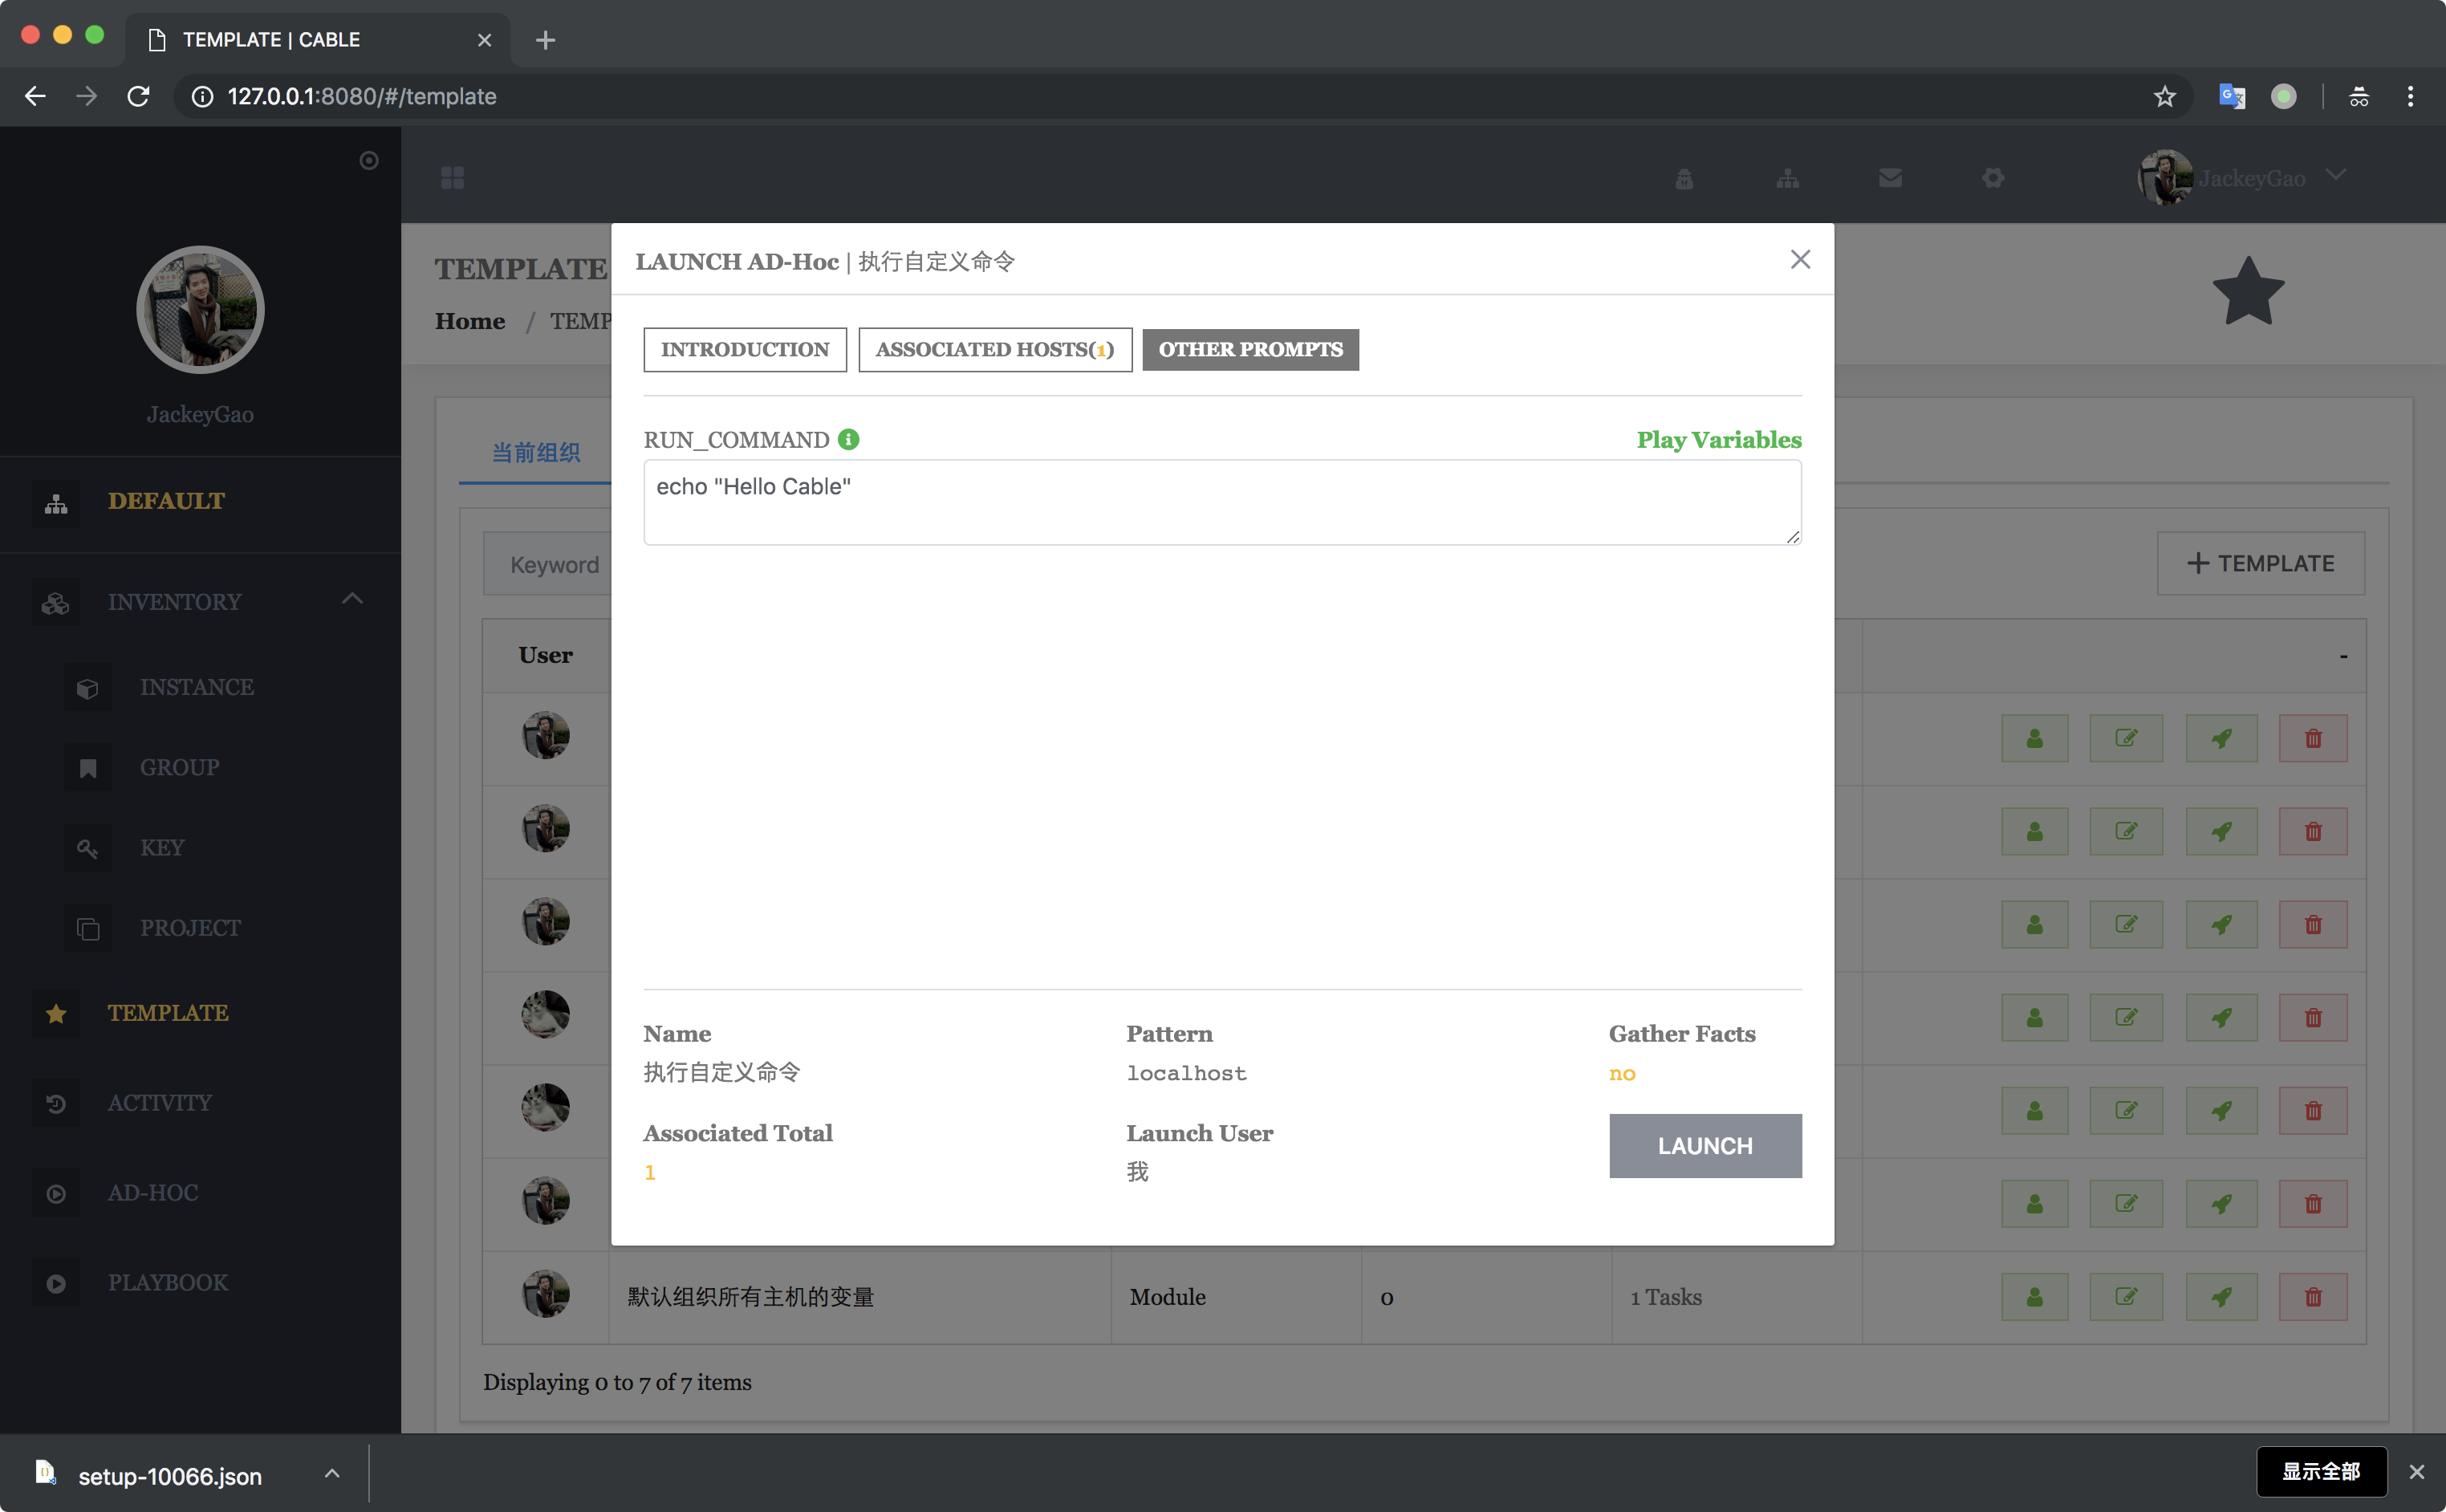 TEMPLATE | CABLE
127.0.0.1:8080/#/template
JackeyGao
JackeyGao
DEFAULT
INVENTORY
INSTANCE
GROUP
KEY
PROJECT
TEMPLATE
ACTIVITY
AD-HOC
PLAYBOOK
TEMPLATE
Home / TEMP
当前组织
Keyword
TEMPLATE
User
-
LAUNCH AD-Hoc | 执行自定义命令
INTRODUCTION ASSOCIATED HOSTS(1) OTHER PROMPTS
RUN_COMMAND Play Variables
echo "Hello Cable"
Name Pattern Gather Facts
执行自定义命令 localhost no
Associated Total Launch User LAUNCH
1 我
默认组织所有主机的变量 Module 0 1 Tasks
Displaying 0 to 7 of 7 items
setup-10066.json
显示全部